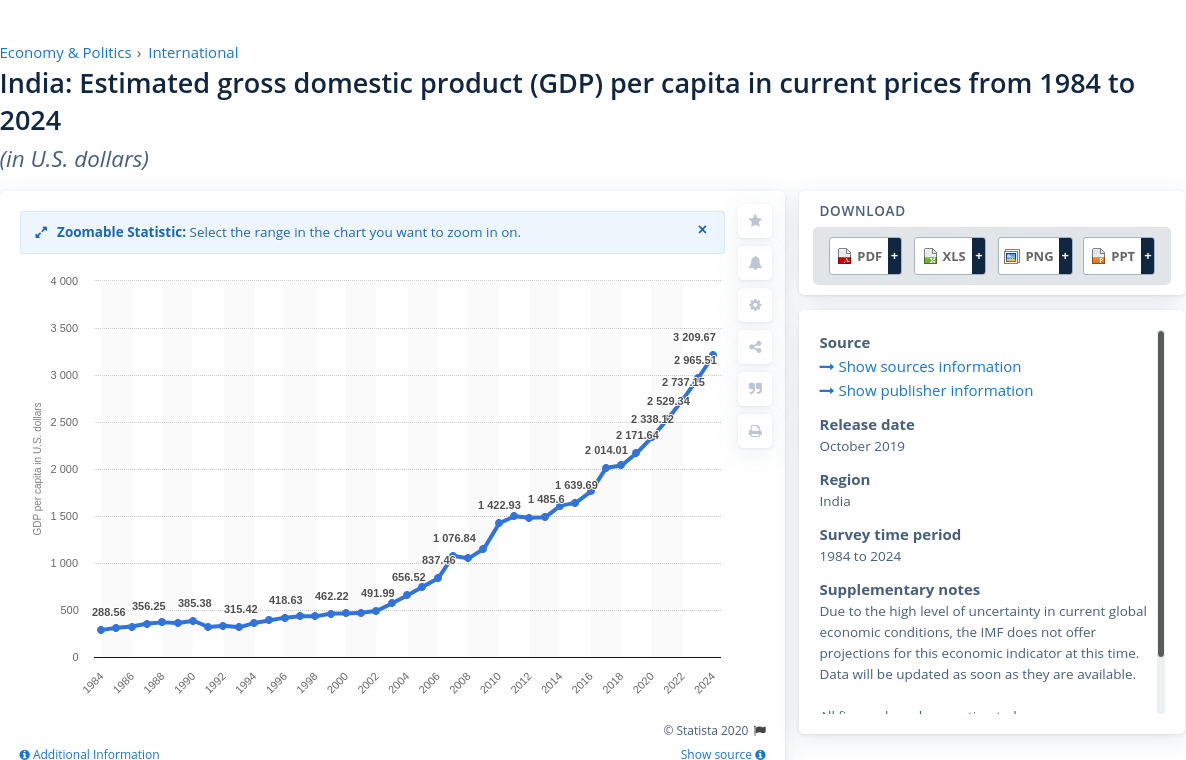 Economy & Politics › International
India: Estimated gross domestic product (GDP) per capita in current prices from 1984 to
2024
(in U.S. dollars)
Zoomable Statistic: Select the range in the chart you want to zoom in on. ×
4 000
3 500
3 000
2 500
2 000
1 500
1 000
500
0
GDP per capita in U.S. dollars
288.56
356.25
385.38
315.42
418.63
462.22
491.99
656.52
837.46
1 076.84
1 422.93
1 485.6
1 639.69
2 014.01
2 171.64
2 338.12
2 529.34
2 737.15
2 965.51
3 209.67
1984 1986 1988 1990 1992 1994 1996 1998 2000 2002 2004 2006 2008 2010 2012 2014 2016 2018 2020 2022 2024
© Statista 2020
Additional Information
Show source
DOWNLOAD
PDF + XLS + PNG + PPT +
Source
Show sources information
Show publisher information
Release date
October 2019
Region
India
Survey time period
1984 to 2024
Supplementary notes
Due to the high level of uncertainty in current global
economic conditions, the IMF does not offer
projections for this economic indicator at this time.
Data will be updated as soon as they are available.